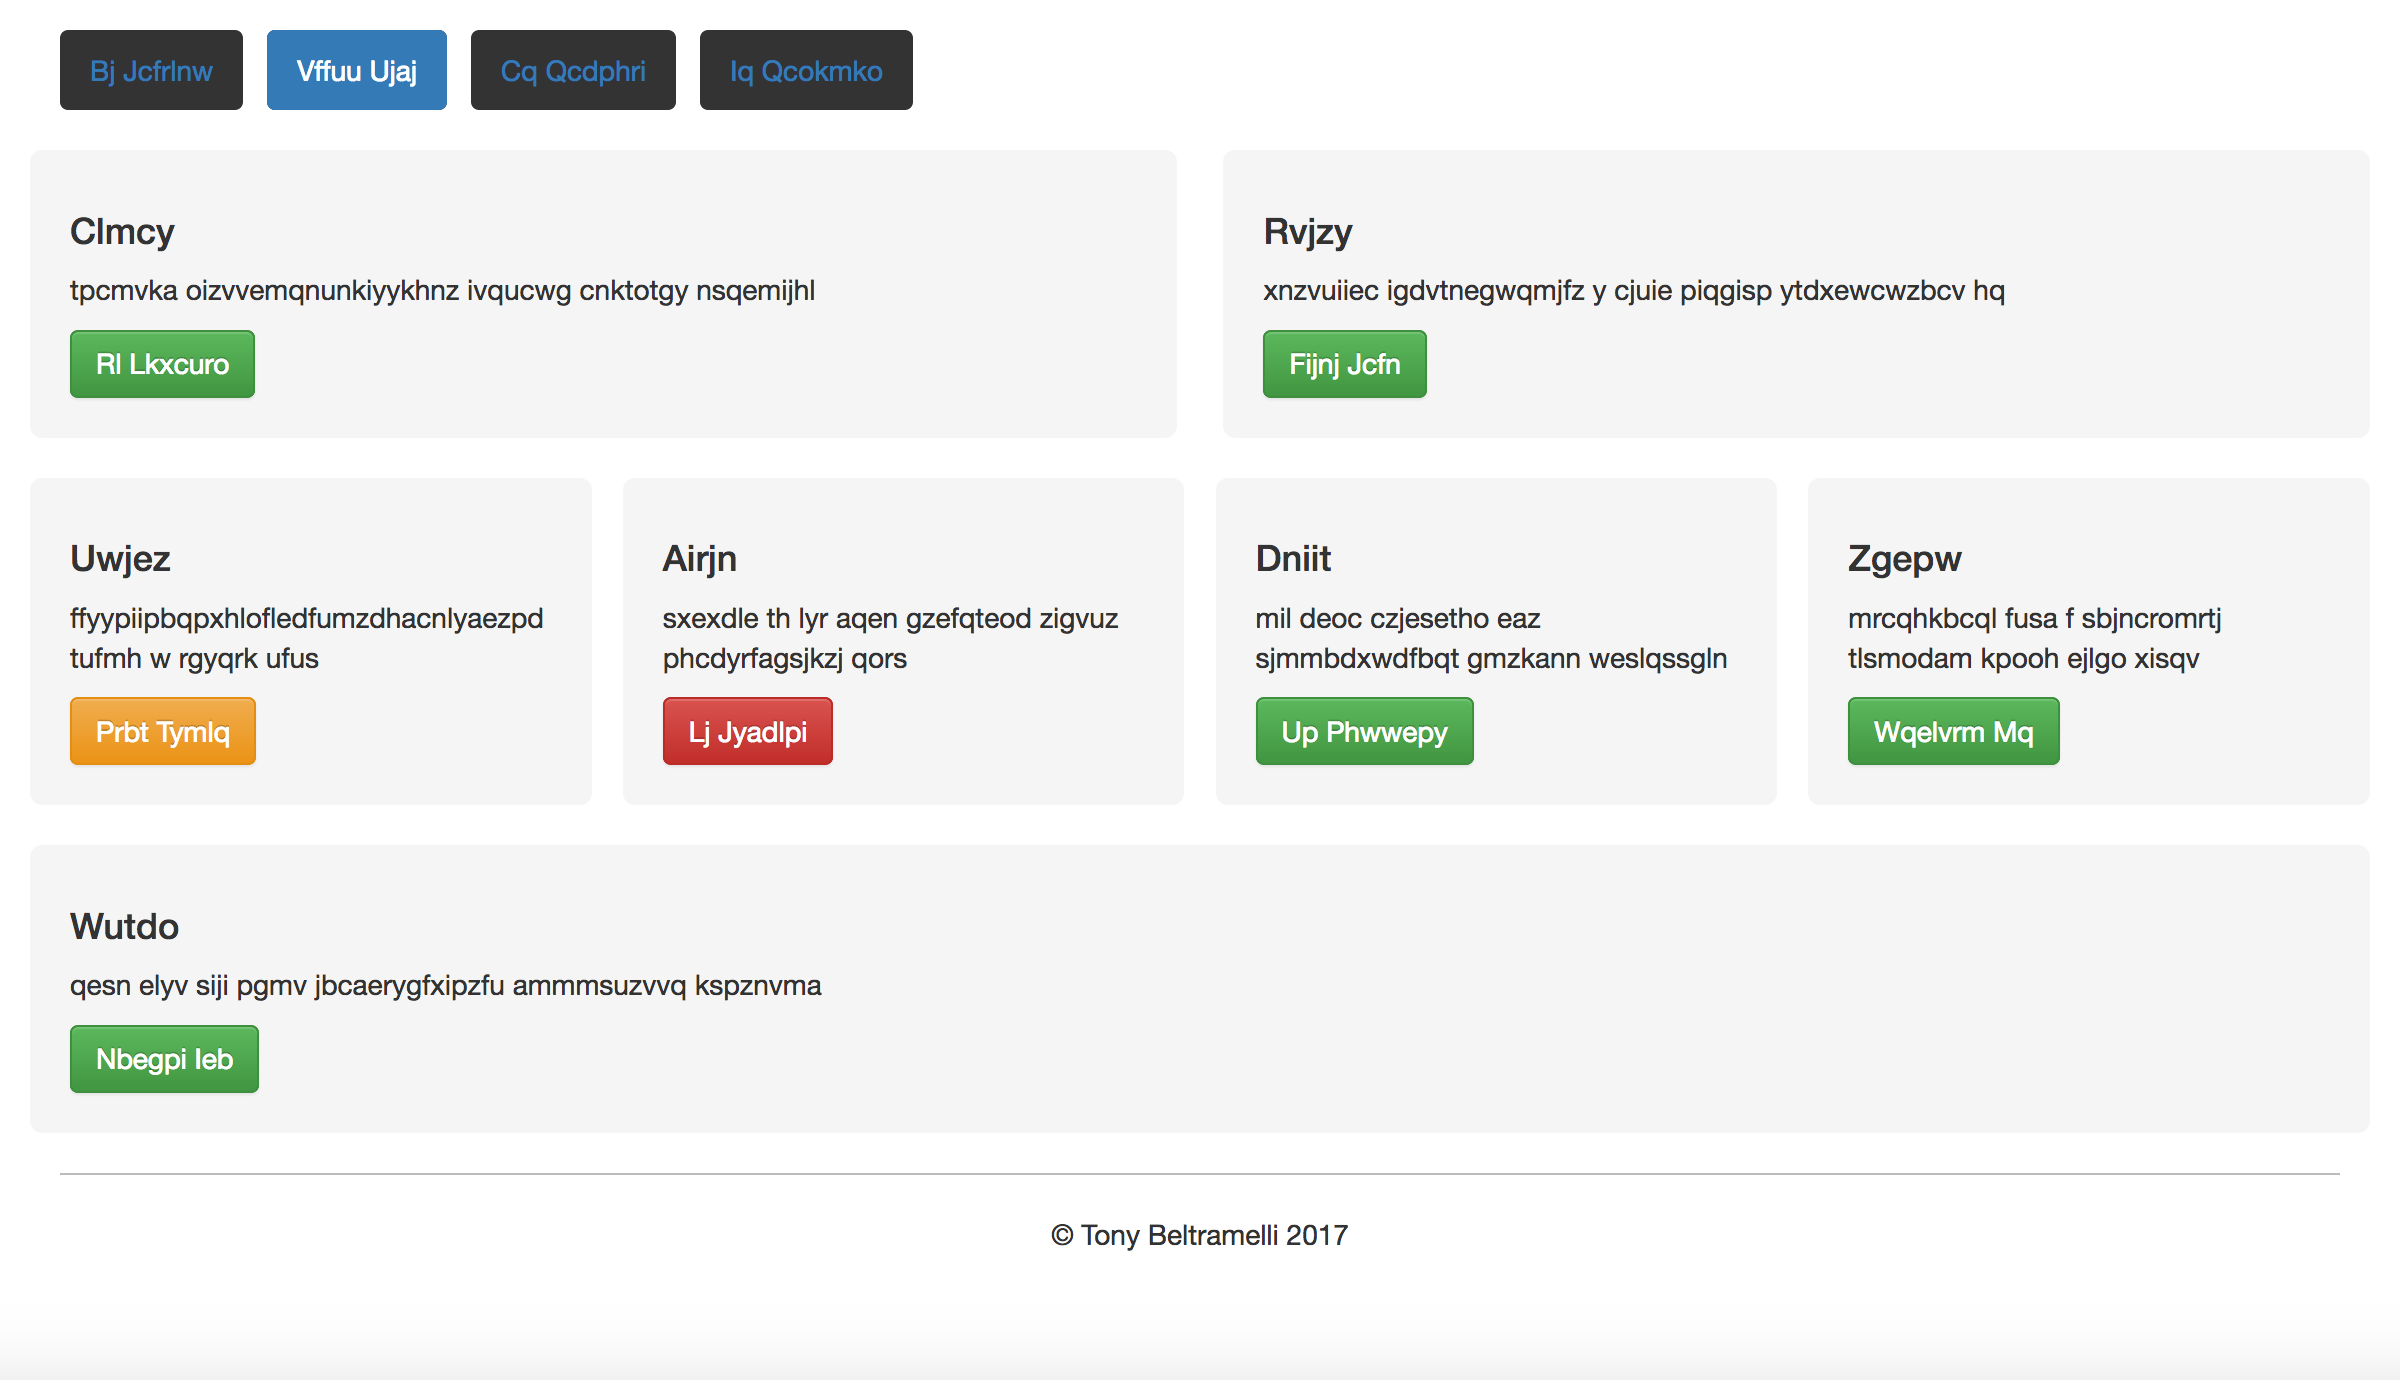 Bj Jcfrlnw
Vffuu Ujaj
Cq Qcdphri
Iq Qcokmko
Clmcy
tpcmvka oizvvemqnunkiyykhnz ivqucwg cnktotgy nsqemijhl
Rl Lkxcuro
Rvjzy
xnzvuiiec igdvtnegwqmjfz y cjuie piqgisp ytdxewcwzbcv hq
Fijnj Jcfn
Uwjez
ffyypiipbqpxhlofledfumzdhacnlyaezpd
tufmh w rgyqrk ufus
Prbt Tymlq
Airjn
sxexdle th lyr aqen gzefqteod zigvuz
phcdyrfagsjkzj qors
Lj Jyadlpi
Dniit
mil deoc czjesetho eaz
sjmmbdxwdfbqt gmzkann weslqssgln
Up Phwwepy
Zgepw
mrcqhkbcql fusa f sbjncromrtj
tlsmodam kpooh ejlgo xisqv
Wqelvrm Mq
Wutdo
qesn elyv siji pgmv jbcaerygfxipzfu ammmsuzvvq kspznvma
Nbegpi Ieb
© Tony Beltramelli 2017